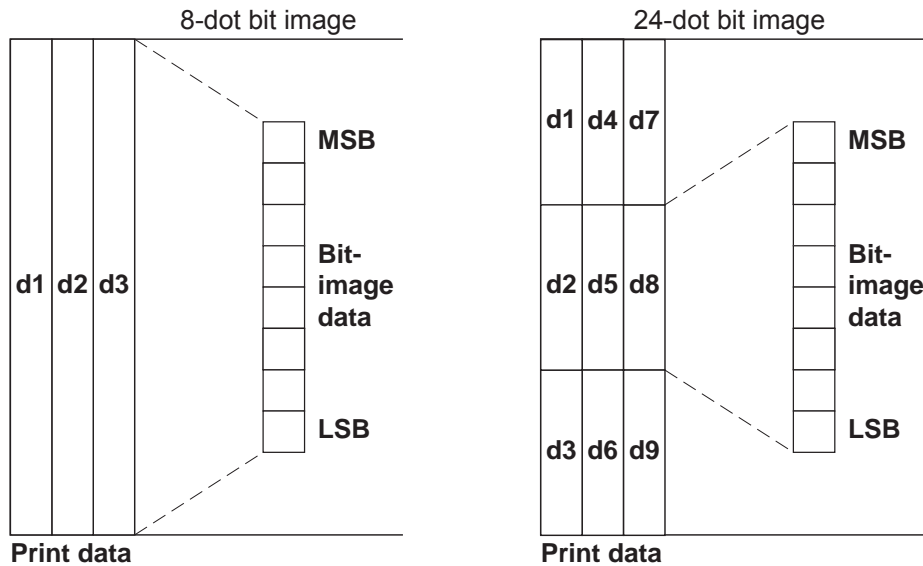 8-dot bit image
MSB
d1 d2 d3
Bit-
image
data
LSB
Print data
24-dot bit image
d1 d4 d7
MSB
d2 d5 d8
Bit-
image
data
d3 d6 d9
LSB
Print data